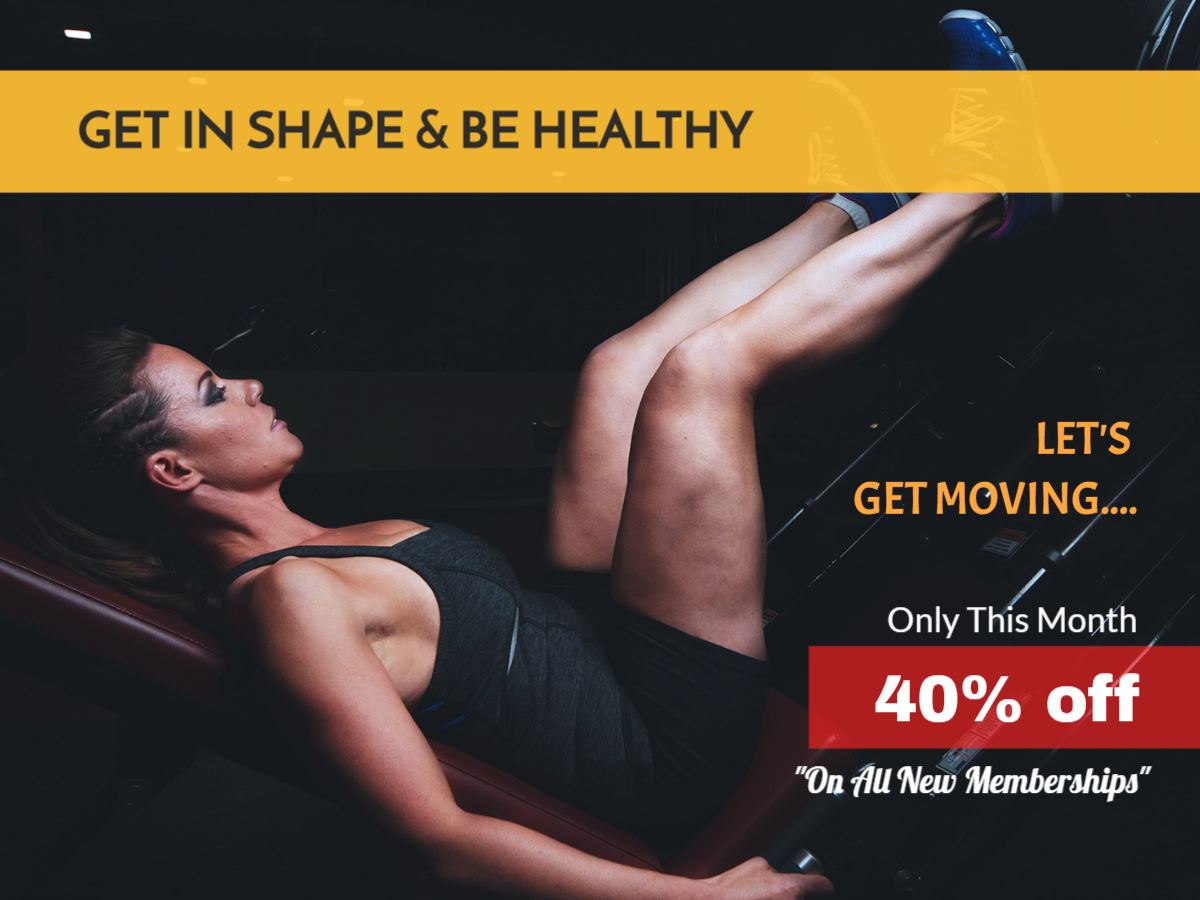 GET IN SHAPE & BE HEALTHY
LET'S
GET MOVING....
Only This Month
40% off
"On All New Memberships"